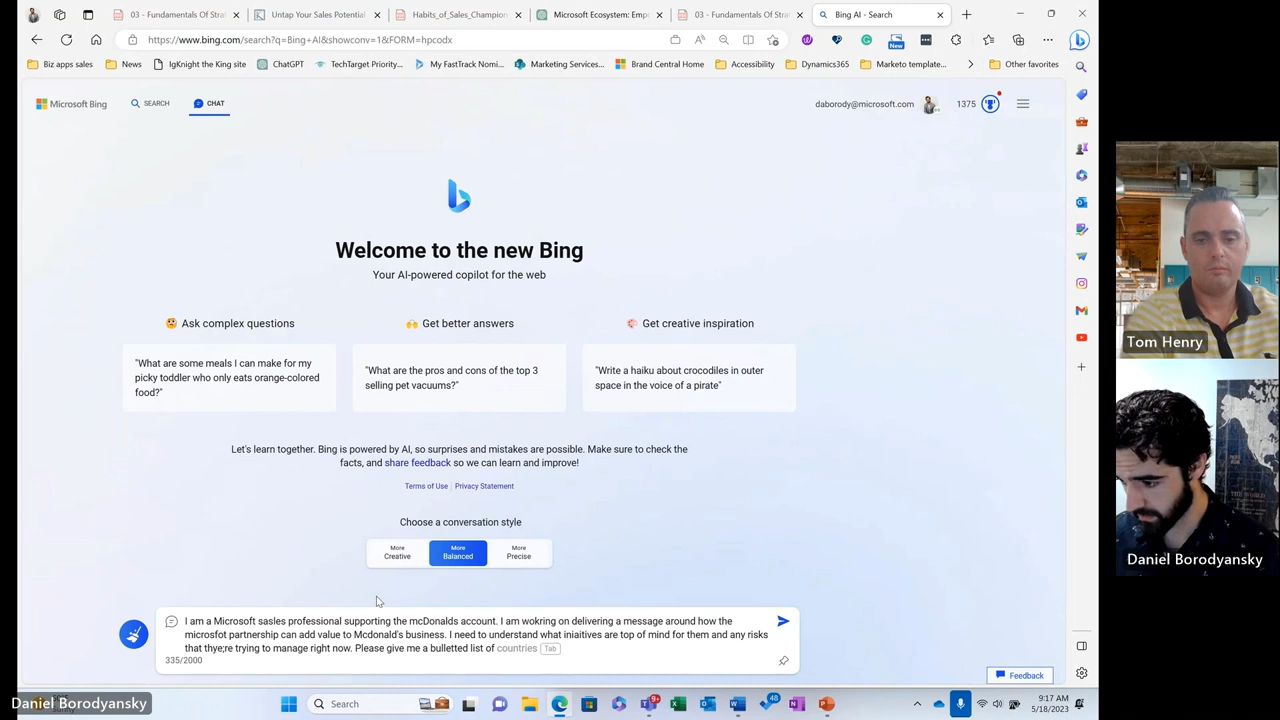 03 - Fundamentals Of Stra
Untap Your Sales Potential
Habits_of_Sales_Champion
Microsoft Ecosystem: Emp
03 - Fundamentals Of Stra
Bing AI - Search
https://www.bing.com/search?q=Bing+AI&showconv=1&FORM=hpcodx
New
Biz apps sales
News
IgKnight the King site
ChatGPT
TechTarget Priority...
My FastTrack Nomi...
Marketing Services...
Brand Central Home
Accessibility
Dynamics365
Marketo template...
Other favorites
Microsoft Bing
SEARCH
CHAT
daborody@microsoft.com
1375
Welcome to the new Bing
Your AI-powered copilot for the web
Ask complex questions
Get better answers
Get creative inspiration
"What are some meals I can make for my
picky toddler who only eats orange-colored
food?"
"What are the pros and cons of the top 3
selling pet vacuums?"
"Write a haiku about crocodiles in outer
space in the voice of a pirate"
Let's learn together. Bing is powered by AI, so surprises and mistakes are possible. Make sure to check the
facts, and share feedback so we can learn and improve!
Terms of Use | Privacy Statement
Choose a conversation style
More
Creative
More
Balanced
More
Precise
I am a Microsoft sasles professional supporting the mcDonalds account. I am wokring on delivering a message around how the
microsfot partnership can add value to Mcdonald's business. I need to understand what iniaitives are top of mind for them and any risks
that thye;re trying to manage right now. Please give me a bulletted list of countries Tab
335/2000
Feedback
Tom Henry
Daniel Borodyansky
Daniel Borodyansky
Search
9+
48
9:17 AM
5/18/2023